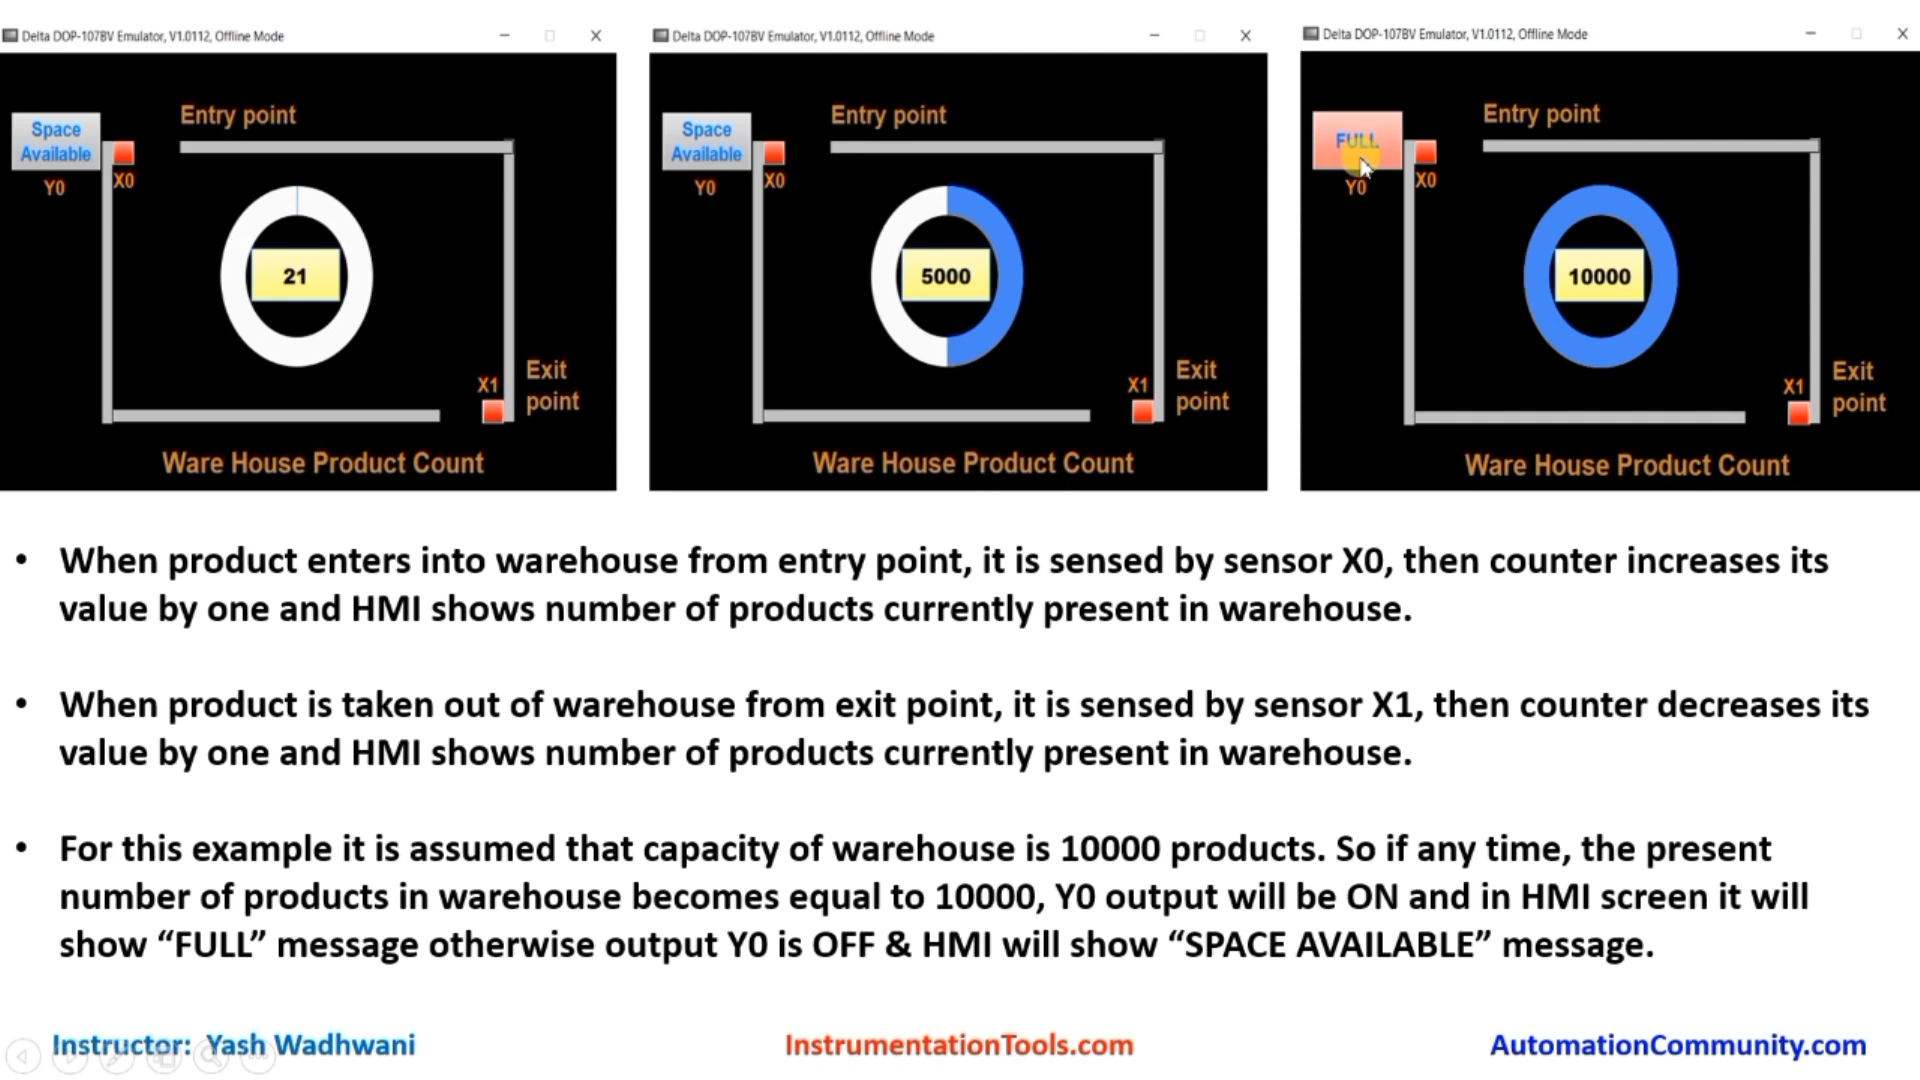 Delta DOP-107BV Emulator, V1.0112, Offline Mode
Space
Available
Y0
X0
Entry point
21
X1
Exit
point
Ware House Product Count
Delta DOP-107BV Emulator, V1.0112, Offline Mode
Space
Available
Y0
X0
Entry point
5000
X1
Exit
point
Ware House Product Count
Delta DOP-107BV Emulator, V1.0112, Offline Mode
FULL
Y0
X0
Entry point
10000
X1
Exit
point
Ware House Product Count
• When product enters into warehouse from entry point, it is sensed by sensor X0, then counter increases its
value by one and HMI shows number of products currently present in warehouse.
• When product is taken out of warehouse from exit point, it is sensed by sensor X1, then counter decreases its
value by one and HMI shows number of products currently present in warehouse.
• For this example it is assumed that capacity of warehouse is 10000 products. So if any time, the present
number of products in warehouse becomes equal to 10000, Y0 output will be ON and in HMI screen it will
show “FULL” message otherwise output Y0 is OFF & HMI will show “SPACE AVAILABLE” message.
Instructor: Yash Wadhwani
InstrumentationTools.com
AutomationCommunity.com